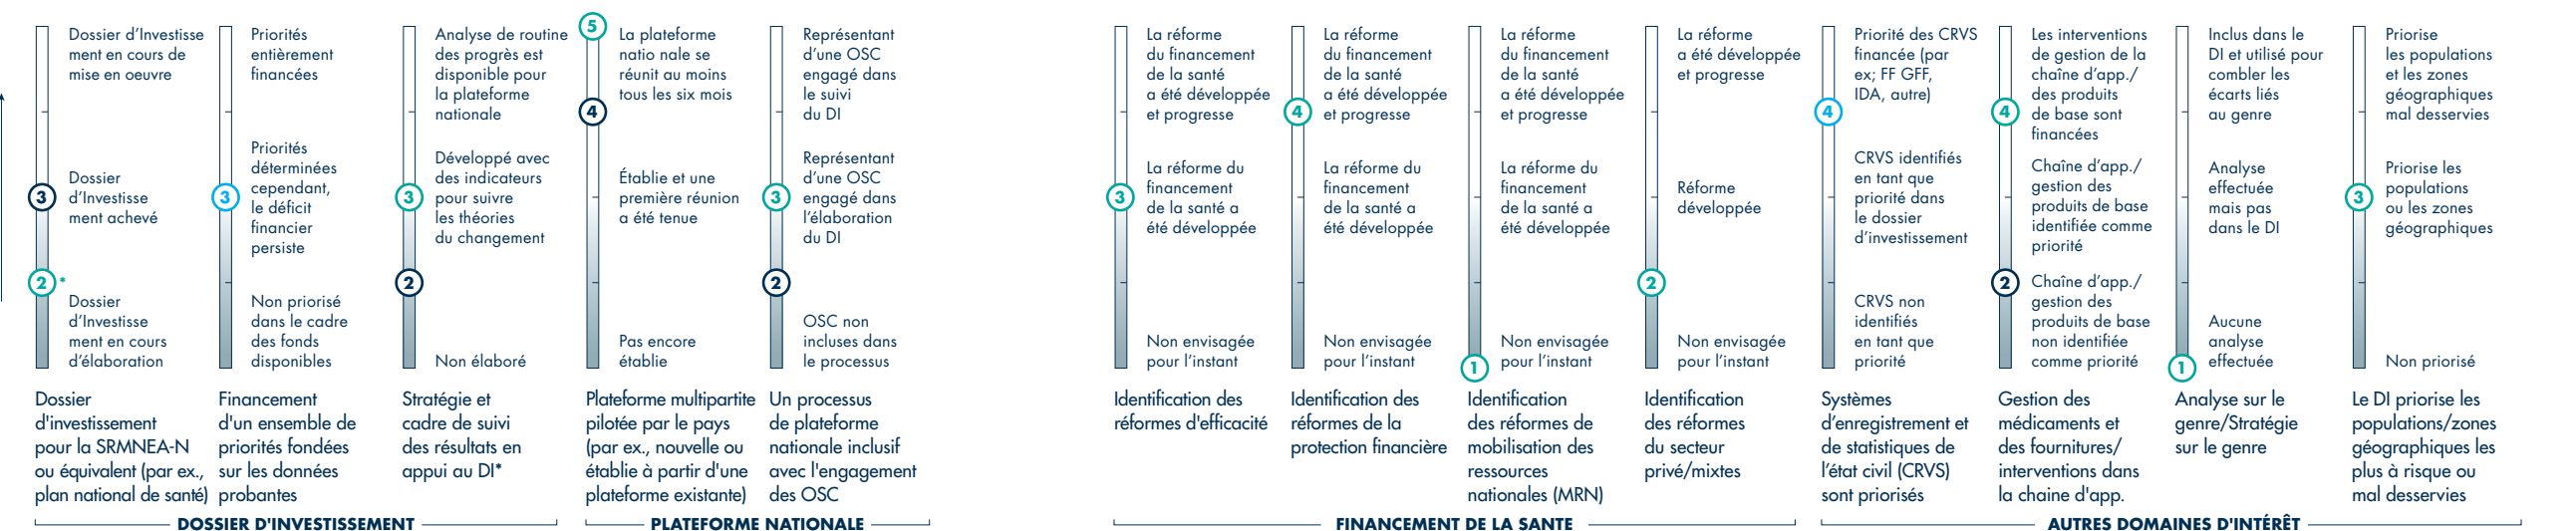 Dossier d’Investisse
ment en cours de
mise en oeuvre
3
Dossier
d’Investisse
ment achevé
2
*
Dossier
d’Investisse
ment en cours
d’élaboration
Dossier
d'investissement
pour la SRMNEA-N
ou équivalent (par ex.,
plan national de santé)
Priorités
entièrement
financées
3
Priorités
déterminées
cependant,
le déficit
financier
persiste
Non priorisé
dans le cadre
des fonds
disponibles
Financement
d'un ensemble de
priorités fondées
sur les données
probantes
Analyse de routine
des progrès est
disponible pour
la plateforme
nationale
3
Développé avec
des indicateurs
pour suivre
les théories
du changement
2
Non élaboré
Stratégie et
cadre de suivi
des résultats en
appui au DI*
DOSSIER D'INVESTISSEMENT
5
La plateforme
natio nale se
réunit au moins
tous les six mois
4
Établie et une
première réunion
a été tenue
Pas encore
établie
Plateforme multipartite
pilotée par le pays
(par ex., nouvelle ou
établie à partir d'une
plateforme existante)
Représentant
d’une OSC
engagé dans
le suivi
du DI
3
Représentant
d’une OSC
engagé dans
l’élaboration
du DI
2
OSC non
incluses dans
le processus
Un processus
de plateforme
nationale inclusif
avec l'engagement
des OSC
PLATEFORME NATIONALE
La réforme
du financement
de la santé
a été développée
et progresse
3
La réforme du
financement
de la santé a
été développée
Non envisagée
pour l’instant
Identification des
réformes d'efficacité
La réforme
du financement
de la santé
a été développée
et progresse
4
La réforme du
financement
de la santé a
été développée
Non envisagée
pour l’instant
Identification des
réformes de la
protection financière
La réforme
du financement
de la santé
a été développée
et progresse
La réforme du
financement
de la santé a
été développée
Non envisagée
pour l’instant
1
Identification
des réformes de
mobilisation des
ressources
nationales (MRN)
La réforme
a été développée
et progresse
Réforme
développée
2
Non envisagée
pour l’instant
Identification
des réformes
du secteur
privé/mixtes
FINANCEMENT DE LA SANTE
Priorité des CRVS
financée (par
ex; FF GFF,
IDA, autre)
4
CRVS identifiés
en tant que
priorité dans
le dossier
d’investissement
CRVS non
identifiés
en tant que
priorité
Systèmes
d’enregistrement et
de statistiques de
l’état civil (CRVS)
sont priorisés
Les interventions
de gestion de la
chaîne d’app./
des produits
de base sont
financées
4
Chaîne d’app./
gestion des
produits de base
identifiée comme
priorité
2
Chaîne d’app./
gestion des
produits de base
non identifiée
comme priorité
Gestion des
médicaments et
des fournitures/
interventions dans
la chaine d'app.
Inclus dans le
DI et utilisé pour
combler les
écarts liés
au genre
Analyse
effectuée
mais pas
dans le DI
Aucune
analyse
effectuée
1
Analyse sur le
genre/Stratégie
sur le genre
Priorise
les populations
et les zones
géographiques
mal desservies
3
Priorise les
populations
ou les zones
géographiques
Non priorisé
Le DI priorise les
populations/zones
géographiques les
plus à risque ou
mal desservies
AUTRES DOMAINES D'INTÉRÊT